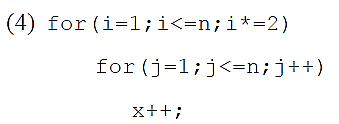 (4) for(i=1;i<=n;i*=2)
for(j=1;j<=n;j++)
x++;